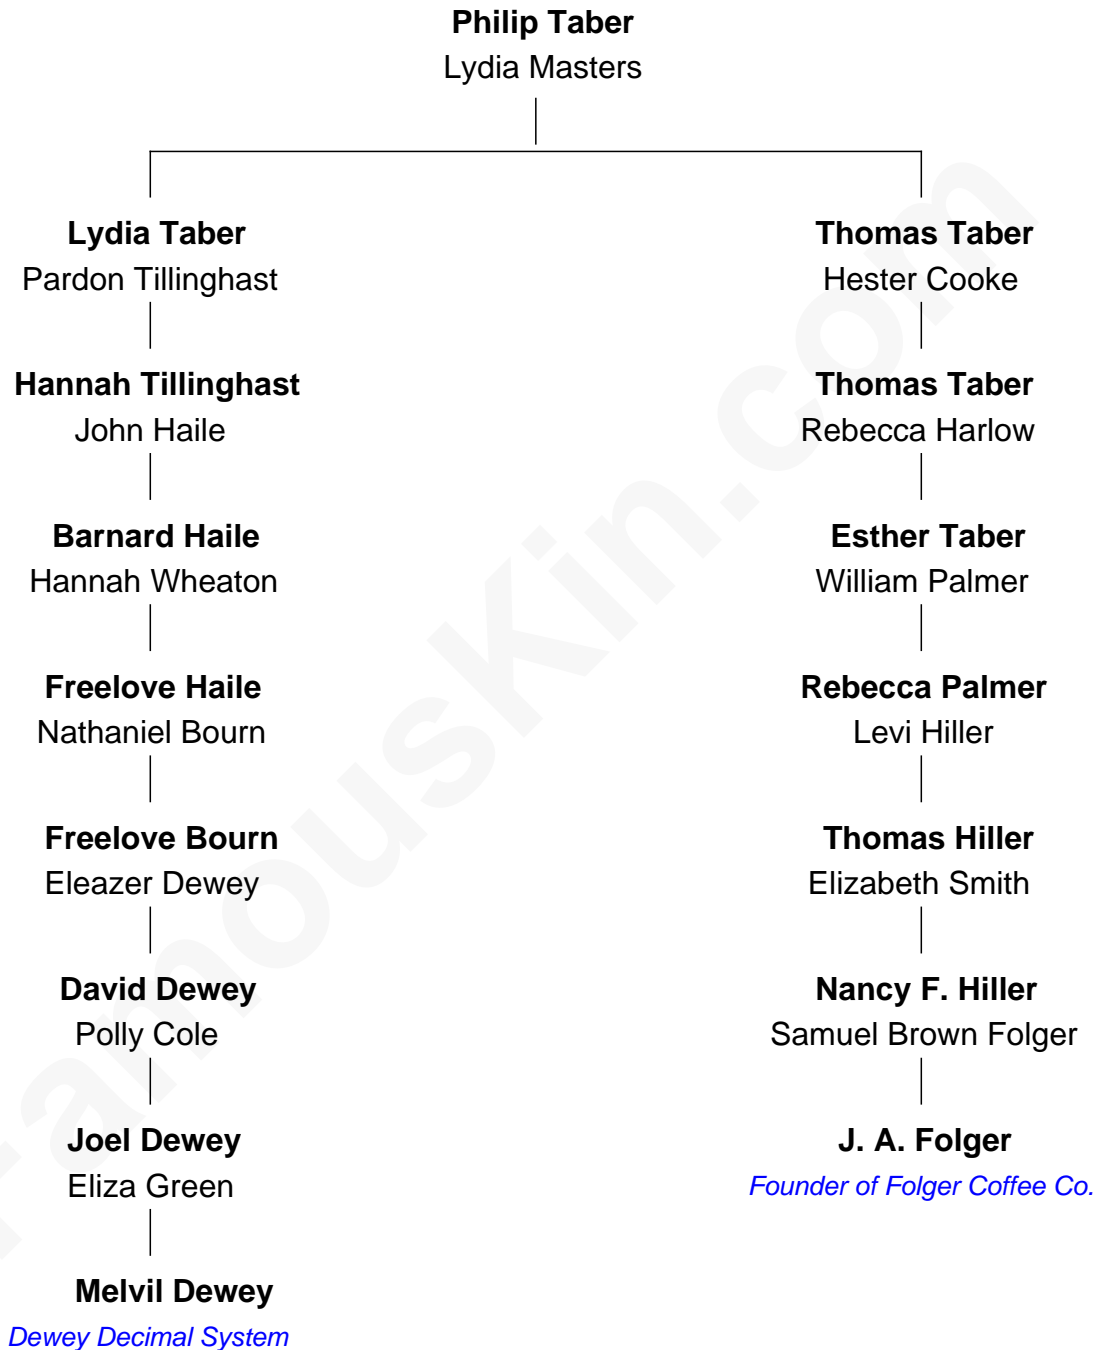 Philip Taber
Lydia Masters
Lydia Taber
Pardon Tillinghast
Thomas Taber
Hester Cooke
Hannah Tillinghast
John Haile
Thomas Taber
Rebecca Harlow
Barnard Haile
Hannah Wheaton
Esther Taber
William Palmer
Freelove Haile
Nathaniel Bourn
Rebecca Palmer
Levi Hiller
Freelove Bourn
Eleazer Dewey
Thomas Hiller
Elizabeth Smith
David Dewey
Polly Cole
Nancy F. Hiller
Samuel Brown Folger
Joel Dewey
Eliza Green
J. A. Folger
Founder of Folger Coffee Co.
Melvil Dewey
Dewey Decimal System
FamousKin.com